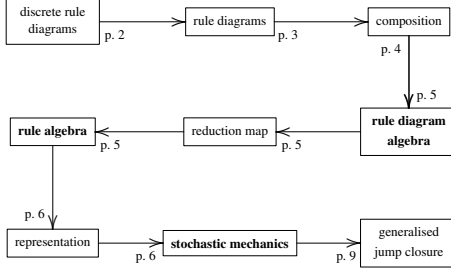 discrete rule
diagrams
p. 2
rule diagrams
p. 3
composition
p. 4
p. 5
rule diagram
algebra
p. 5
reduction map
p. 5
rule algebra
p. 6
representation
p. 6
stochastic mechanics
p. 9
generalised
jump closure